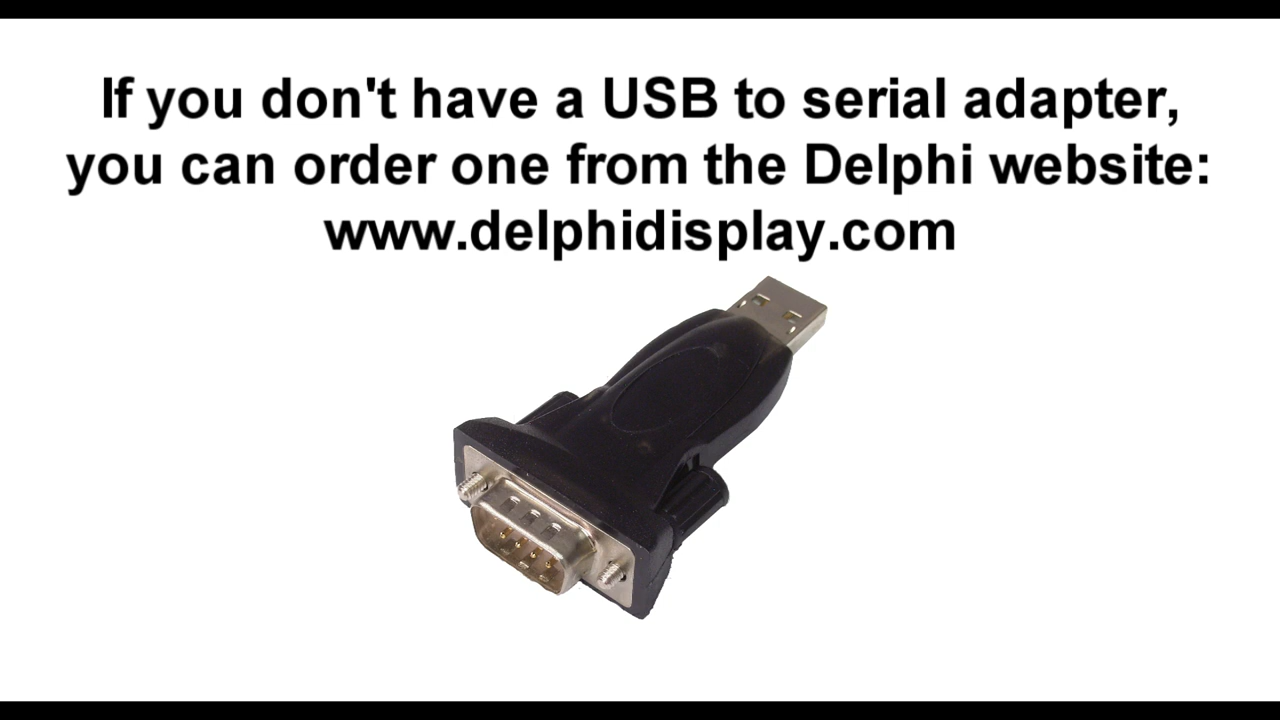 If you don't have a USB to serial adapter,
you can order one from the Delphi website:
www.delphidisplay.com